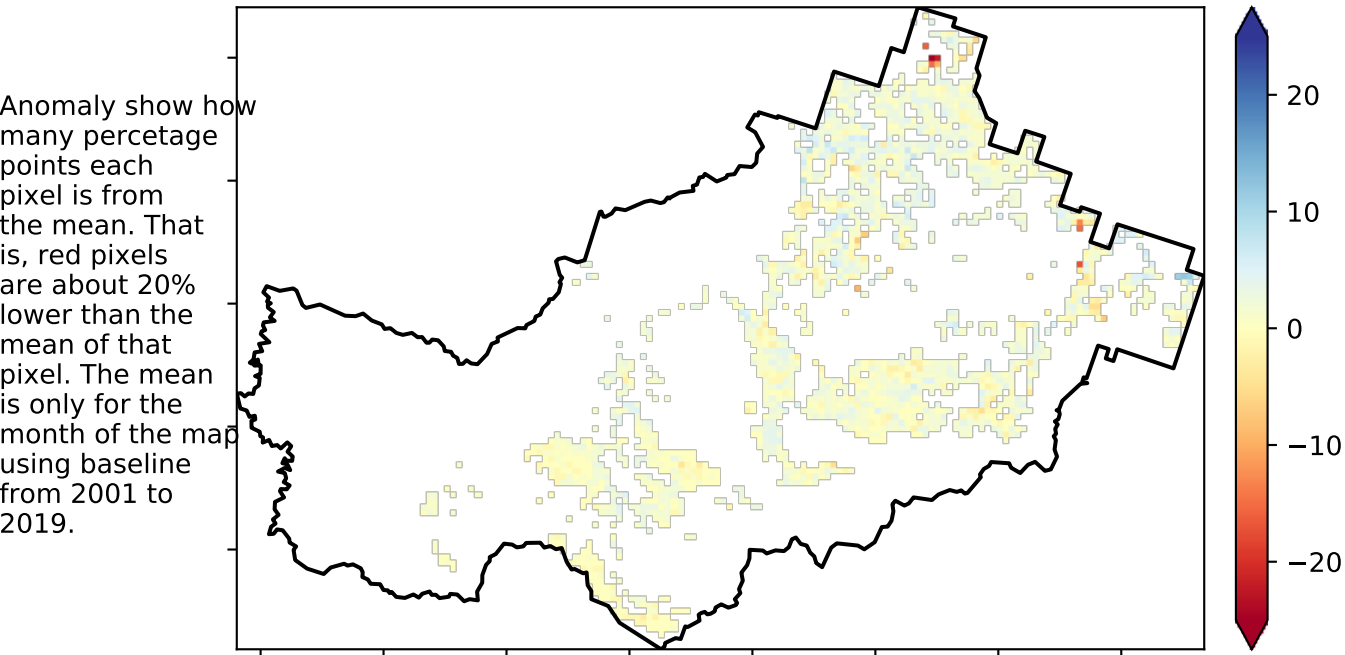 Anomaly show how
many percetage
points each
pixel is from
the mean. That
is, red pixels
are about 20%
lower than the
mean of that
pixel. The mean
is only for the
month of the map
using baseline
from 2001 to
2019.
20
10
0
−10
−20